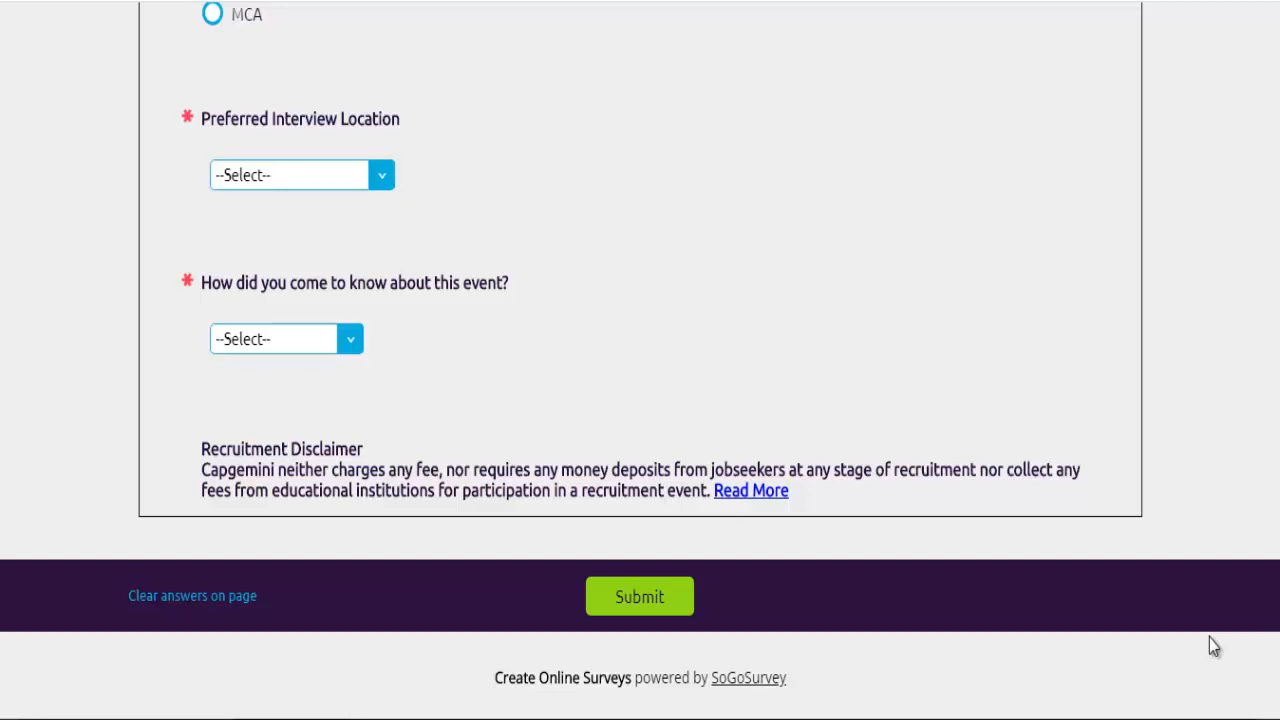 MCA
* Preferred Interview Location
--Select--
* How did you come to know about this event?
--Select--
Recruitment Disclaimer
Capgemini neither charges any fee, nor requires any money deposits from jobseekers at any stage of recruitment nor collect any
fees from educational institutions for participation in a recruitment event. Read More
Clear answers on page
Submit
Create Online Surveys powered by SoGoSurvey